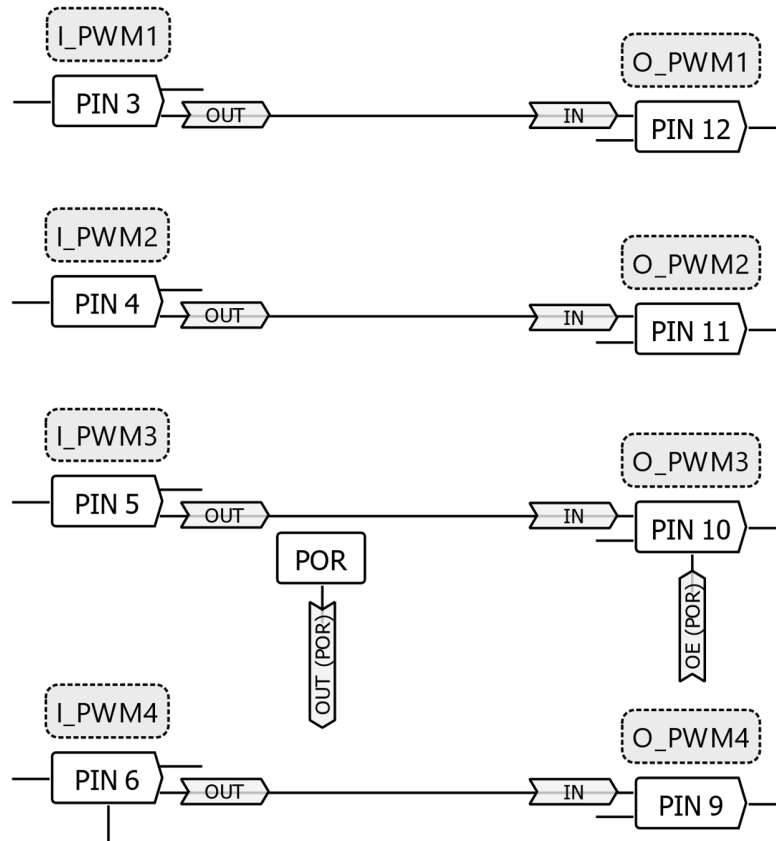 I_PWM1
PIN 3
OUT
IN
O_PWM1
PIN 12
I_PWM2
PIN 4
OUT
IN
O_PWM2
PIN 11
I_PWM3
PIN 5
OUT
IN
O_PWM3
PIN 10
POR
OUT (POR)
OE (POR)
I_PWM4
PIN 6
OUT
IN
O_PWM4
PIN 9